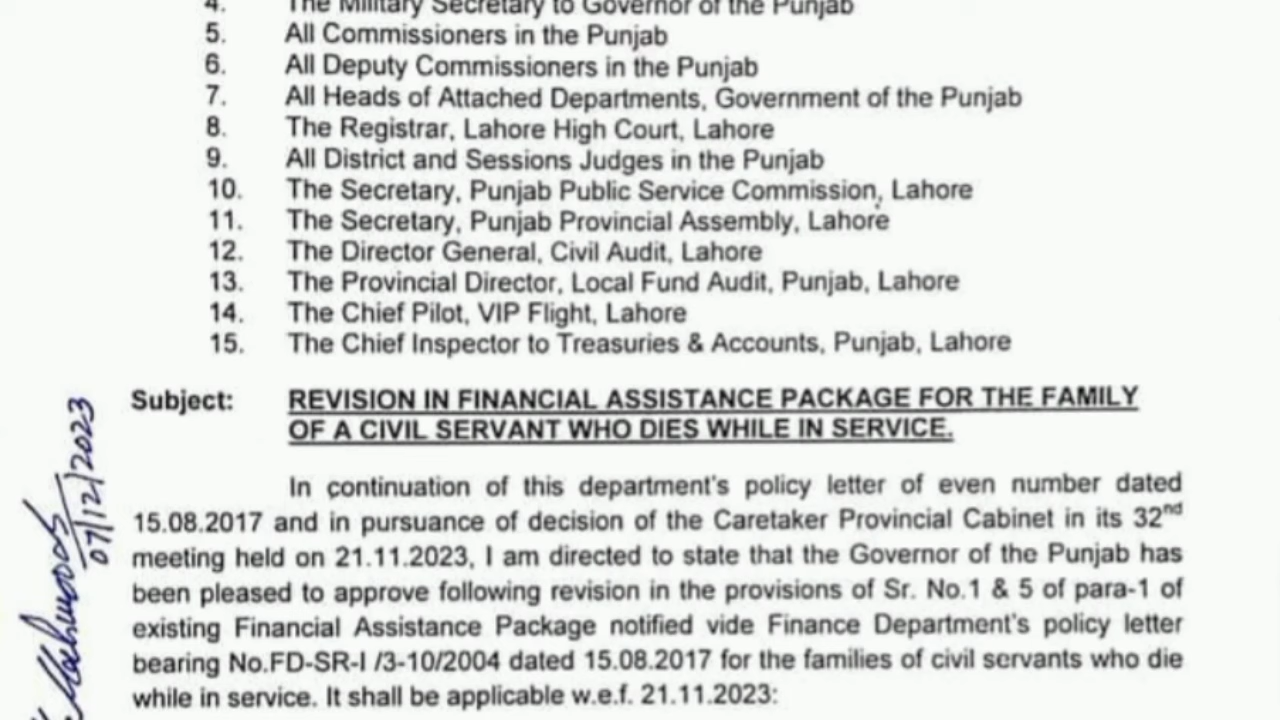 4. The Military Secretary to Governor of the Punjab
5. All Commissioners in the Punjab
6. All Deputy Commissioners in the Punjab
7. All Heads of Attached Departments, Government of the Punjab
8. The Registrar, Lahore High Court, Lahore
9. All District and Sessions Judges in the Punjab
10. The Secretary, Punjab Public Service Commission, Lahore
11. The Secretary, Punjab Provincial Assembly, Lahore
12. The Director General, Civil Audit, Lahore
13. The Provincial Director, Local Fund Audit, Punjab, Lahore
14. The Chief Pilot, VIP Flight, Lahore
15. The Chief Inspector to Treasuries & Accounts, Punjab, Lahore
Subject: REVISION IN FINANCIAL ASSISTANCE PACKAGE FOR THE FAMILY
OF A CIVIL SERVANT WHO DIES WHILE IN SERVICE.
In continuation of this department's policy letter of even number dated
15.08.2017 and in pursuance of decision of the Caretaker Provincial Cabinet in its 32nd
meeting held on 21.11.2023, I am directed to state that the Governor of the Punjab has
been pleased to approve following revision in the provisions of Sr. No.1 & 5 of para-1 of
existing Financial Assistance Package notified vide Finance Department's policy letter
bearing No.FD-SR-I /3-10/2004 dated 15.08.2017 for the families of civil servants who die
while in service. It shall be applicable w.e.f. 21.11.2023:
07/12/2023